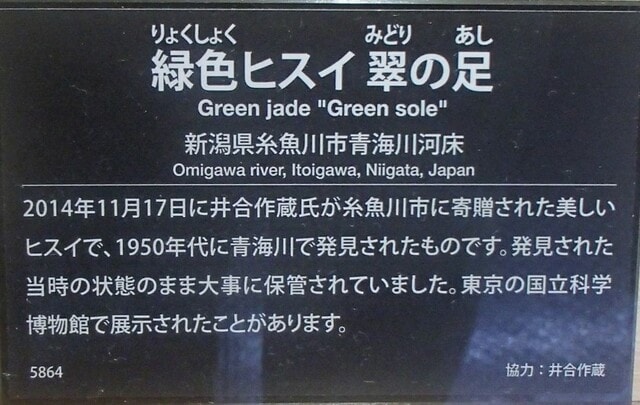 りょくしょく みどり あし
緑色ヒスイ 翠の足
Green jade "Green sole"
新潟県糸魚川市青海川河床
Omigawa river, Itoigawa, Niigata, Japan
2014年11月17日に井合作蔵氏が糸魚川市に寄贈された美しい
ヒスイで、1950年代に青海川で発見されたものです。発見された
当時の状態のまま大事に保管されていました。東京の国立科学
博物館で展示されたことがあります。
5864 協力：井合作蔵